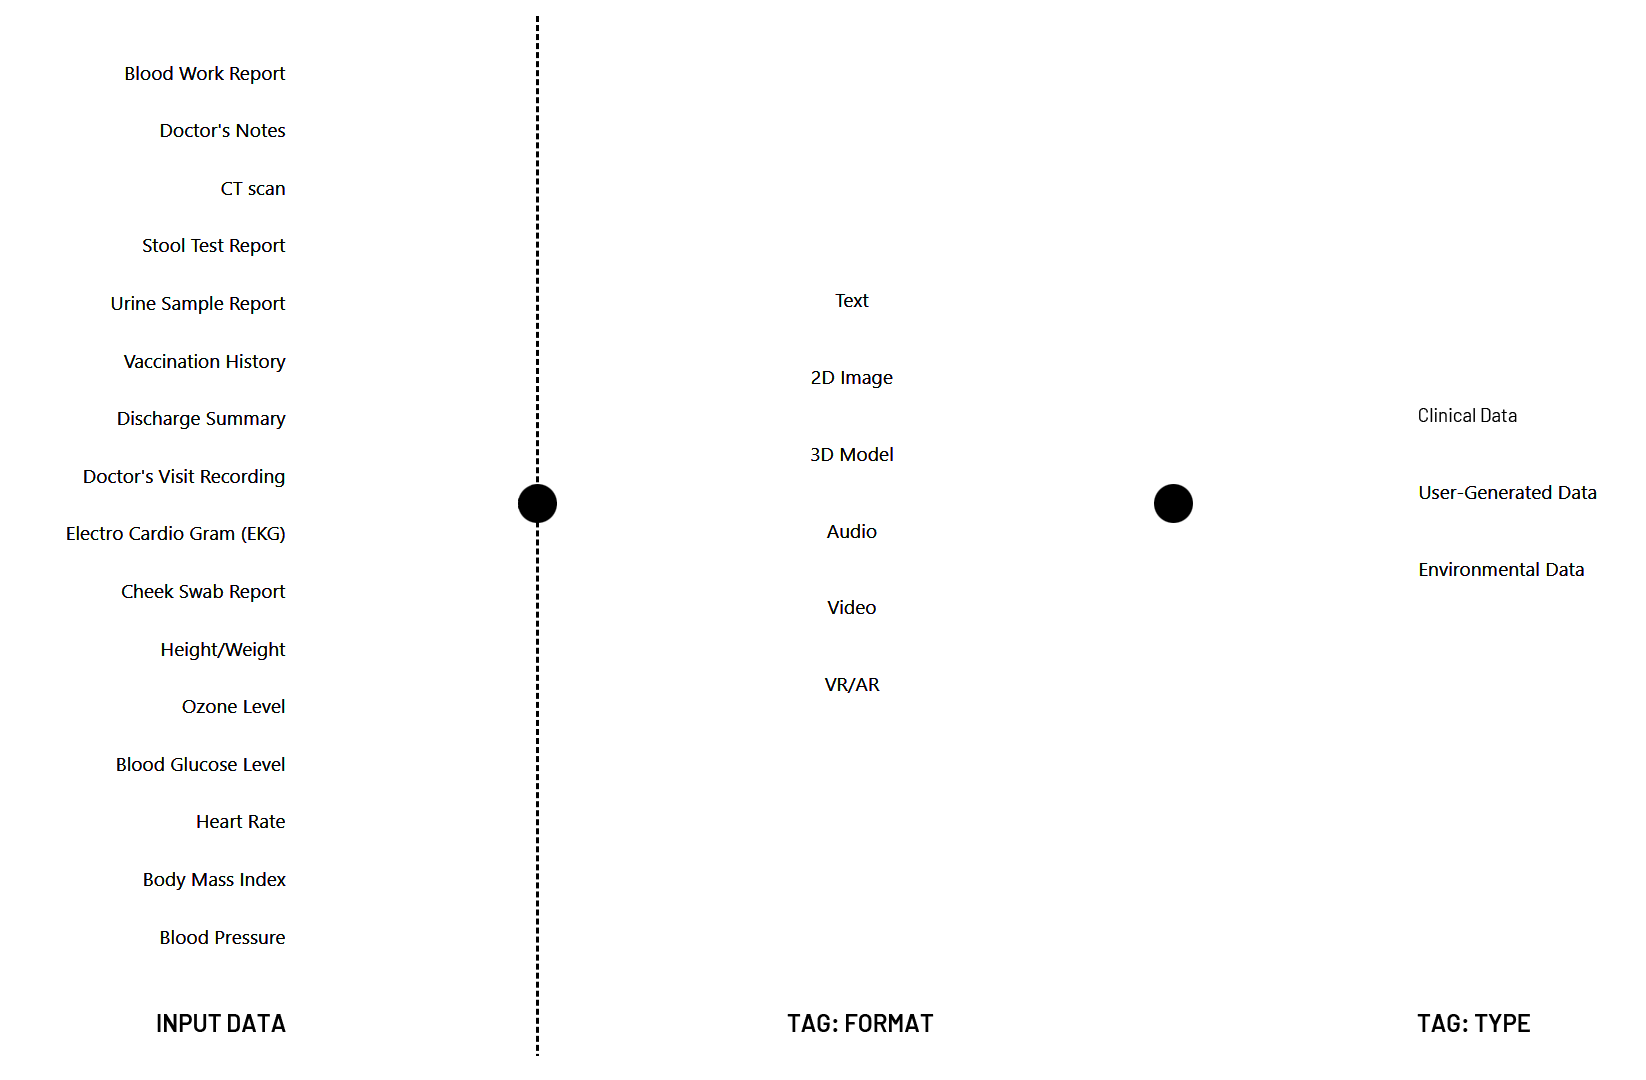 Blood Work Report
Doctor's Notes
CT scan
Stool Test Report
Urine Sample Report
Vaccination History
Discharge Summary
Doctor's Visit Recording
Electro Cardio Gram (EKG)
Cheek Swab Report
Height/Weight
Ozone Level
Blood Glucose Level
Heart Rate
Body Mass Index
Blood Pressure
INPUT DATA
Text
2D Image
3D Model
Audio
Video
VR/AR
TAG: FORMAT
Clinical Data
User-Generated Data
Environmental Data
TAG: TYPE